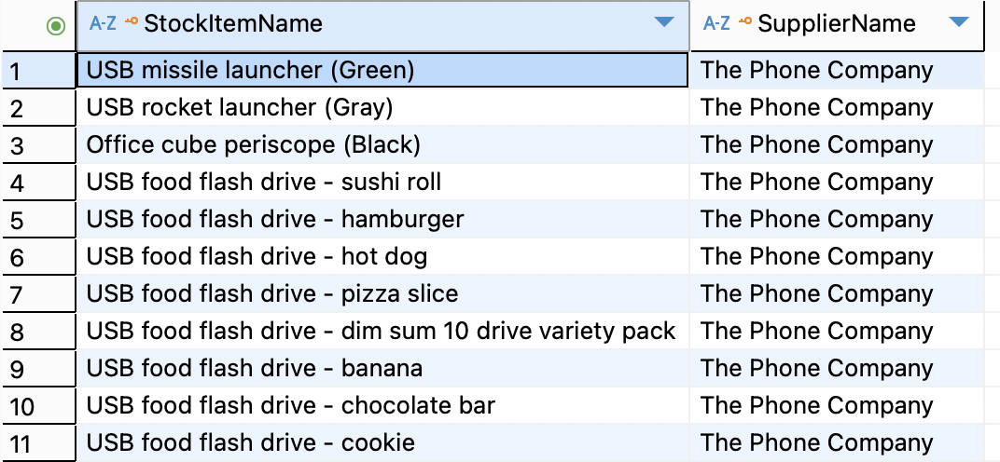 A-Z StockItemName A-Z SupplierName
1 USB missile launcher (Green) The Phone Company
2 USB rocket launcher (Gray) The Phone Company
3 Office cube periscope (Black) The Phone Company
4 USB food flash drive - sushi roll The Phone Company
5 USB food flash drive - hamburger The Phone Company
6 USB food flash drive - hot dog The Phone Company
7 USB food flash drive - pizza slice The Phone Company
8 USB food flash drive - dim sum 10 drive variety pack The Phone Company
9 USB food flash drive - banana The Phone Company
10 USB food flash drive - chocolate bar The Phone Company
11 USB food flash drive - cookie The Phone Company